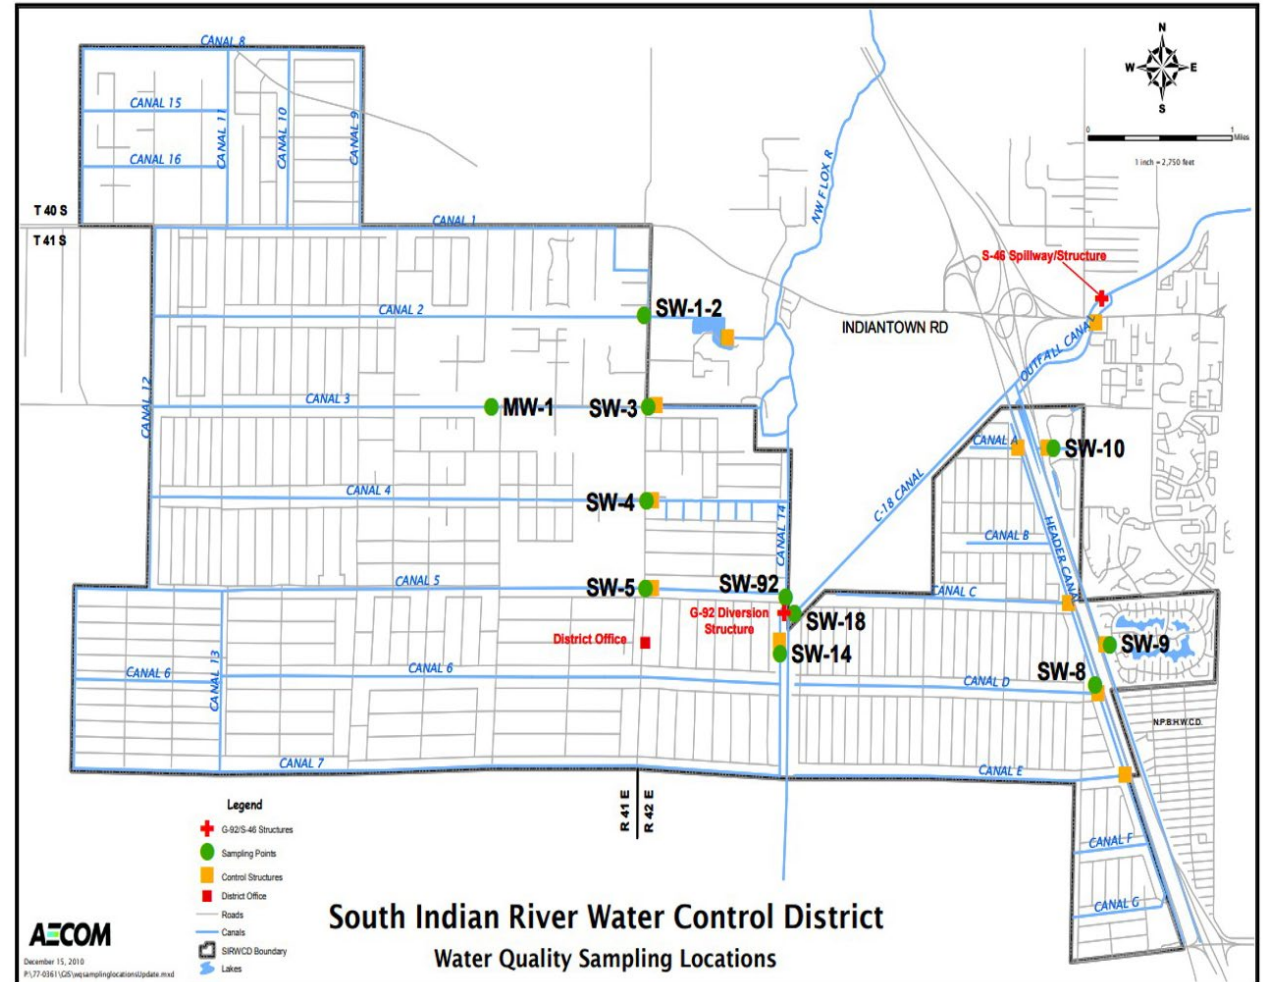 N
W E
S
0 1
Miles
1 inch = 2,750 feet
CANAL 8
CANAL 15
CANAL 16
CANAL 11
CANAL 10
CANAL 9
NW FLOX R
T 40 S
T 41 S
CANAL 1
S-46 Spillway/Structure
CANAL 2
SW-1-2
INDIANTOWN RD
OUTFALL CANAL
CANAL 12
CANAL 3
MW-1
SW-3
CANAL A
SW-10
C-18 CANAL
CANAL 4
SW-4
CANAL 14
CANAL B
HEADER CANAL
CANAL 5
SW-5
SW-92
CANAL C
G-92 Diversion
Structure
SW-18
District Office
SW-14
SW-9
CANAL 6
CANAL 13
CANAL 6
CANAL D
SW-8
N.P.B.H.W.C.D.
CANAL 7
CANAL E
R 41 E
R 42 E
CANAL F
CANAL G
Legend
G-92/S-46 Structures
Sampling Points
Control Structures
District Office
Roads
Canals
SIRWCD Boundary
Lakes
South Indian River Water Control District
Water Quality Sampling Locations
AECOM
December 15, 2010
P:\77-0361\GIS\wqsamplinglocationsUpdate.mxd